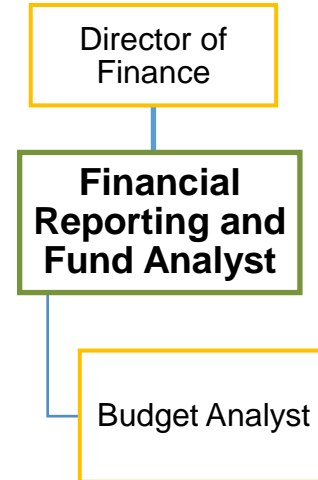 Director of
Finance
Financial
Reporting and
Fund Analyst
Budget Analyst